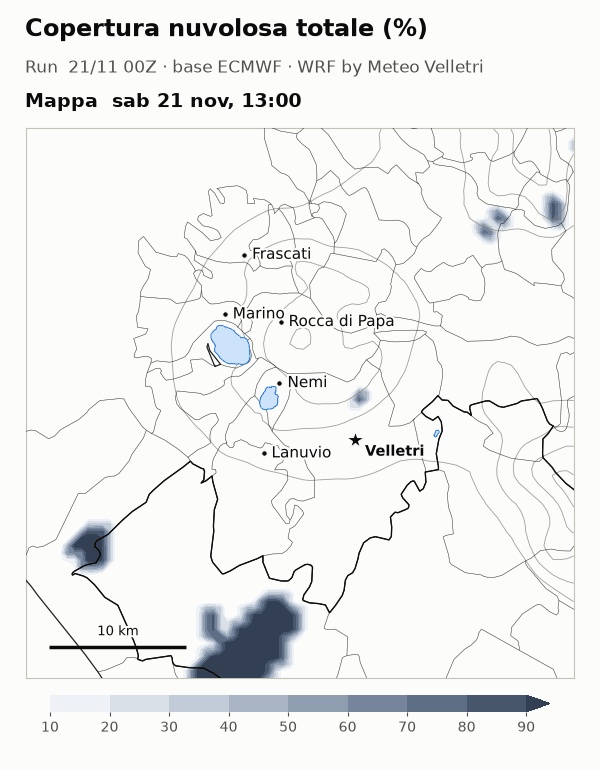 Copertura nuvolosa totale (%)
Run  21/11 00Z · base ECMWF · WRF by Meteo Velletri
Mappa  sab 21 nov, 13:00
Frascati
Marino
Rocca di Papa
Nemi
Velletri
Lanuvio
10 km
10 20 30 40 50 60 70 80 90